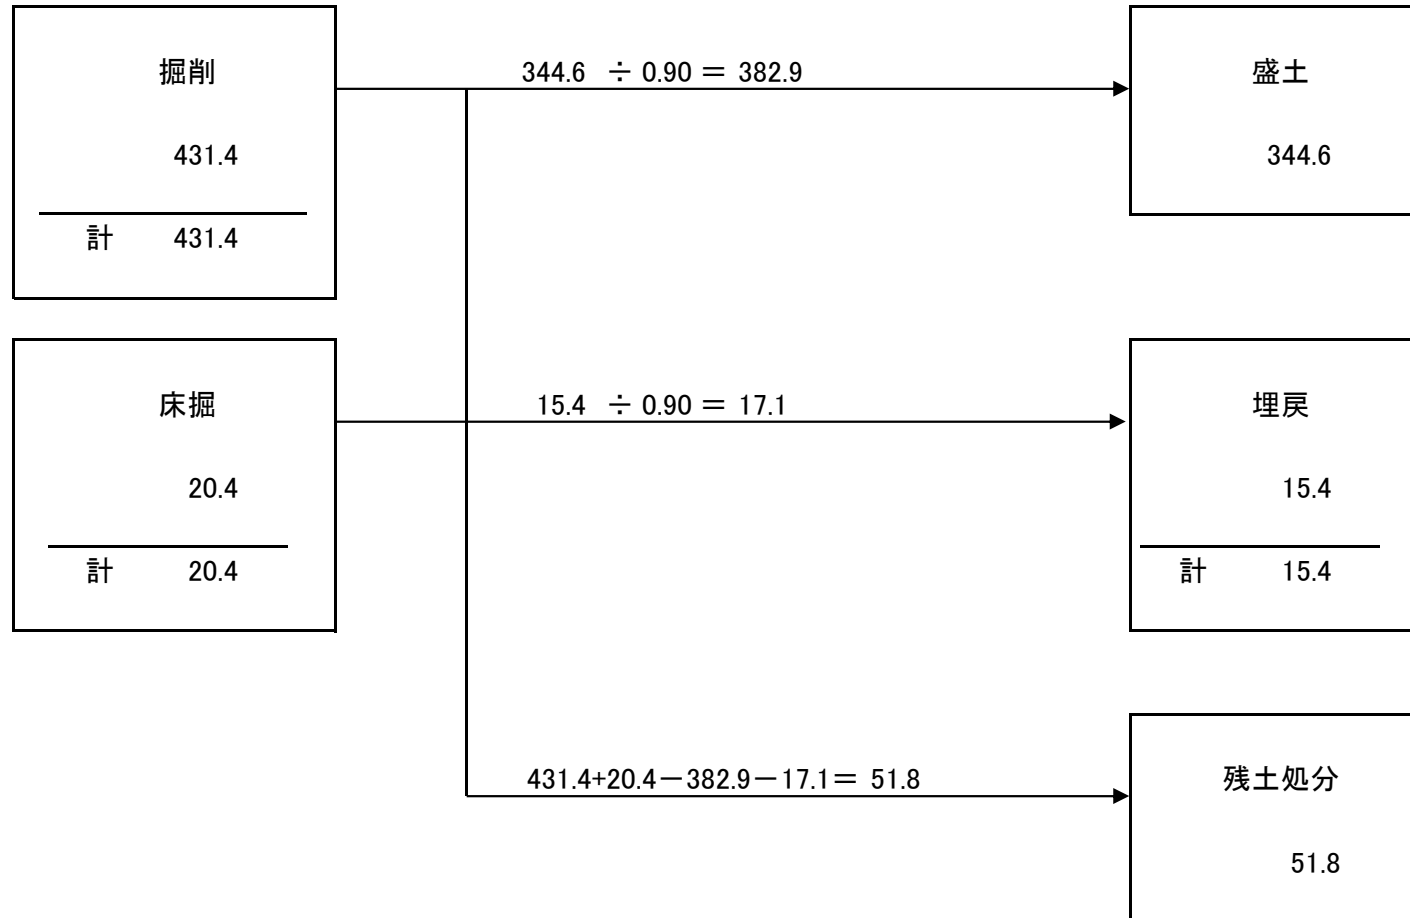 掘削
344.6 ÷ 0.90 ＝ 382.9
盛土
431.4
344.6
計 431.4
床掘
15.4 ÷ 0.90 ＝ 17.1
埋戻
20.4
15.4
計 20.4
計 15.4
431.4+20.4－382.9－17.1＝ 51.8
残土処分
51.8